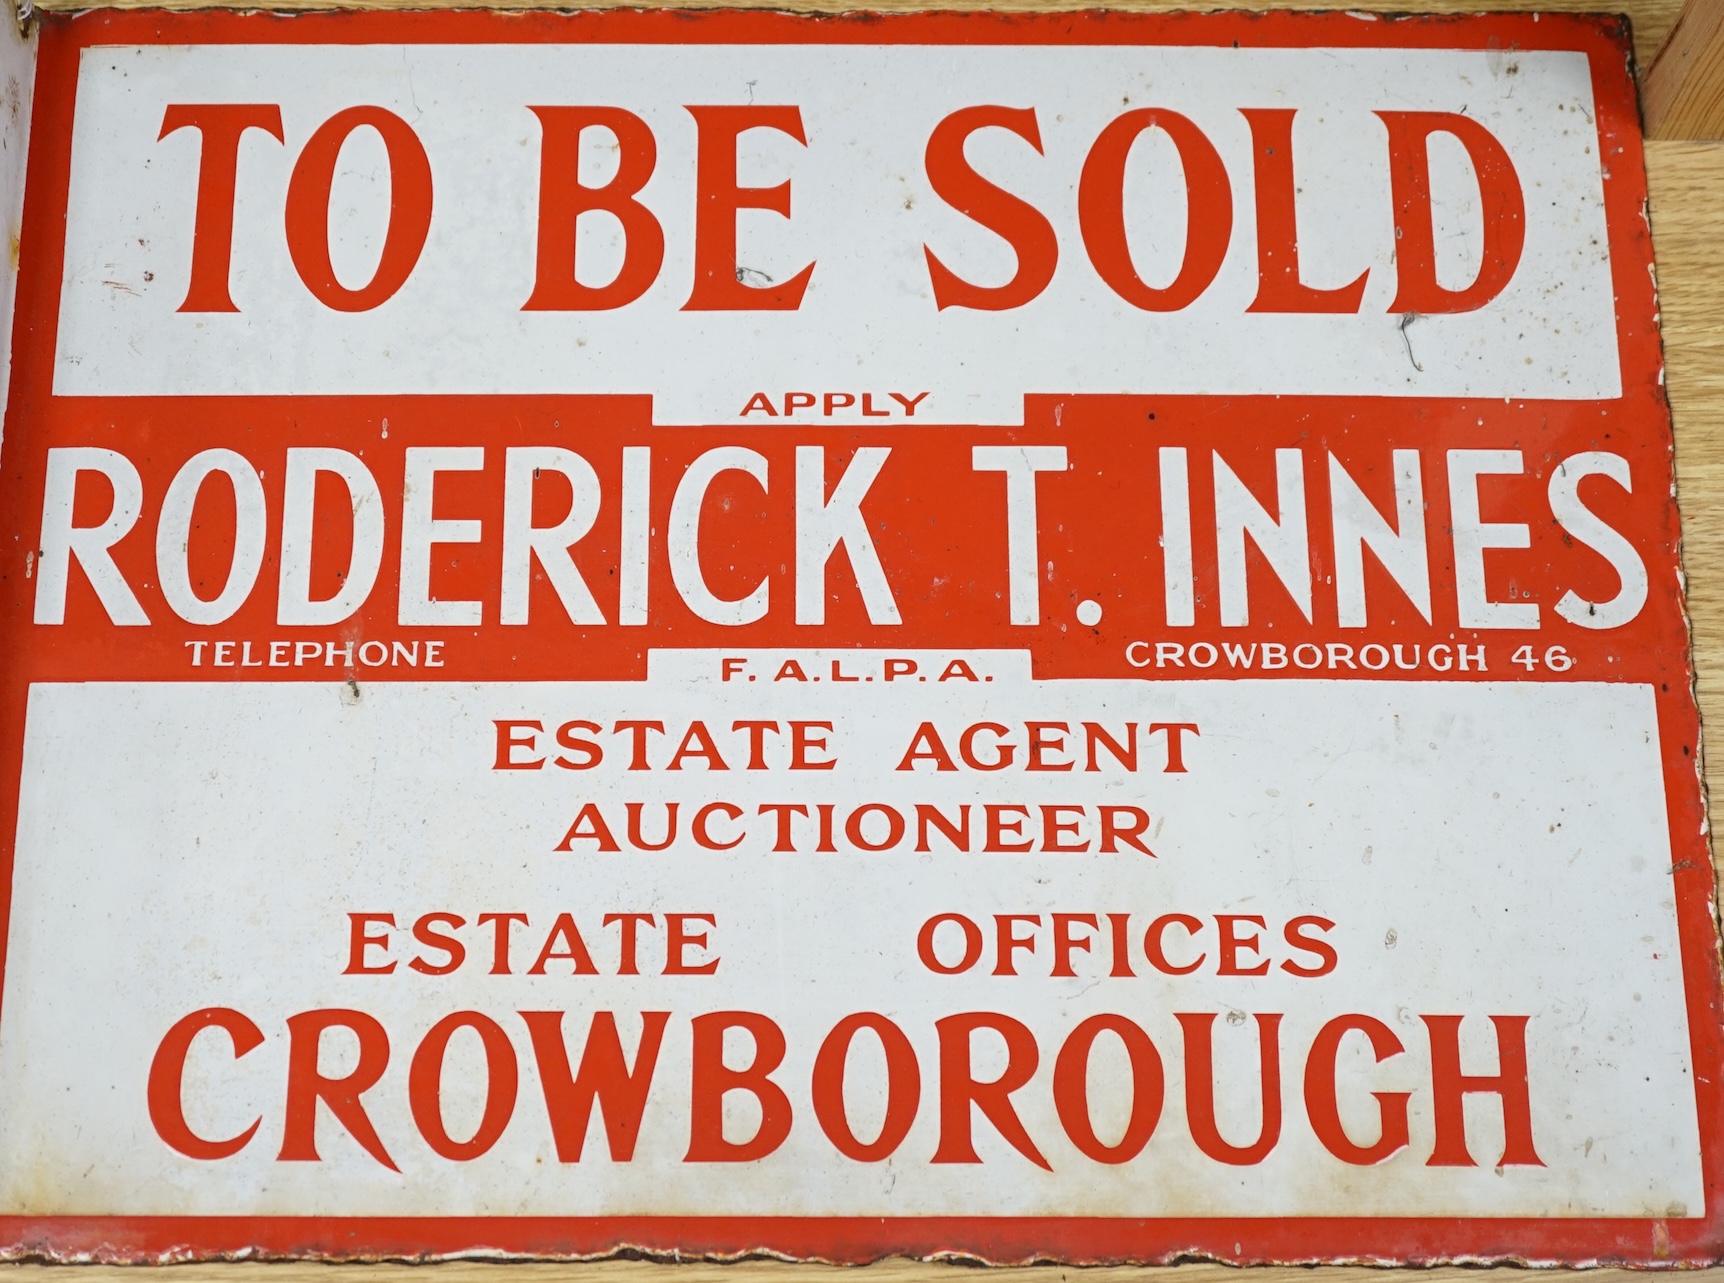 TO BE SOLD
APPLY
RODERICK T. INNES
TELEPHONE CROWBOROUGH 46
F.A.L.P.A.
ESTATE AGENT
AUCTIONEER
ESTATE OFFICES
CROWBOROUGH